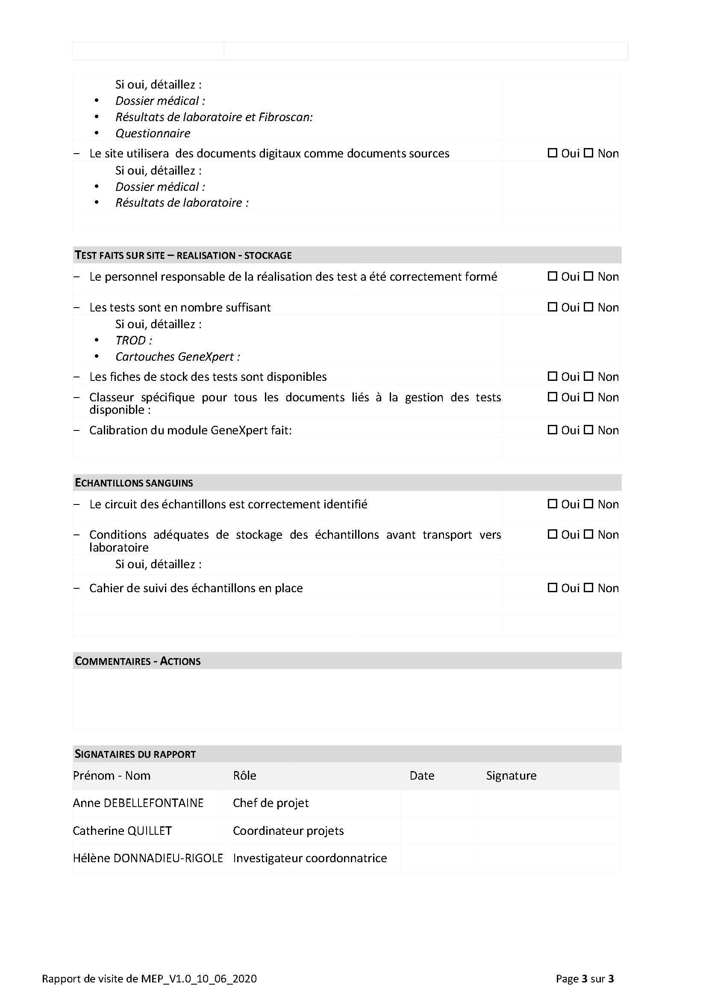 Si oui, détaillez :
• Dossier médical :
• Résultats de laboratoire et Fibroscan:
• Questionnaire
– Le site utilisera  des documents digitaux comme documents sources ☐ Oui ☐ Non
Si oui, détaillez :
• Dossier médical :
• Résultats de laboratoire :
TEST FAITS SUR SITE – REALISATION - STOCKAGE
– Le personnel responsable de la réalisation des test a été correctement formé ☐ Oui ☐ Non
– Les tests sont en nombre suffisant ☐ Oui ☐ Non
Si oui, détaillez :
• TROD :
• Cartouches GeneXpert :
– Les fiches de stock des tests sont disponibles ☐ Oui ☐ Non
– Classeur spécifique pour tous les documents liés à la gestion des tests ☐ Oui ☐ Non
disponible :
– Calibration du module GeneXpert fait: ☐ Oui ☐ Non
ECHANTILLONS SANGUINS
– Le circuit des échantillons est correctement identifié ☐ Oui ☐ Non
– Conditions adéquates de stockage des échantillons avant transport vers ☐ Oui ☐ Non
laboratoire
Si oui, détaillez :
– Cahier de suivi des échantillons en place ☐ Oui ☐ Non
COMMENTAIRES - ACTIONS
SIGNATAIRES DU RAPPORT
Prénom - Nom Rôle Date Signature
Anne DEBELLEFONTAINE Chef de projet
Catherine QUILLET Coordinateur projets
Hélène DONNADIEU-RIGOLE Investigateur coordonnatrice
Rapport de visite de MEP_V1.0_10_06_2020 Page 3 sur 3